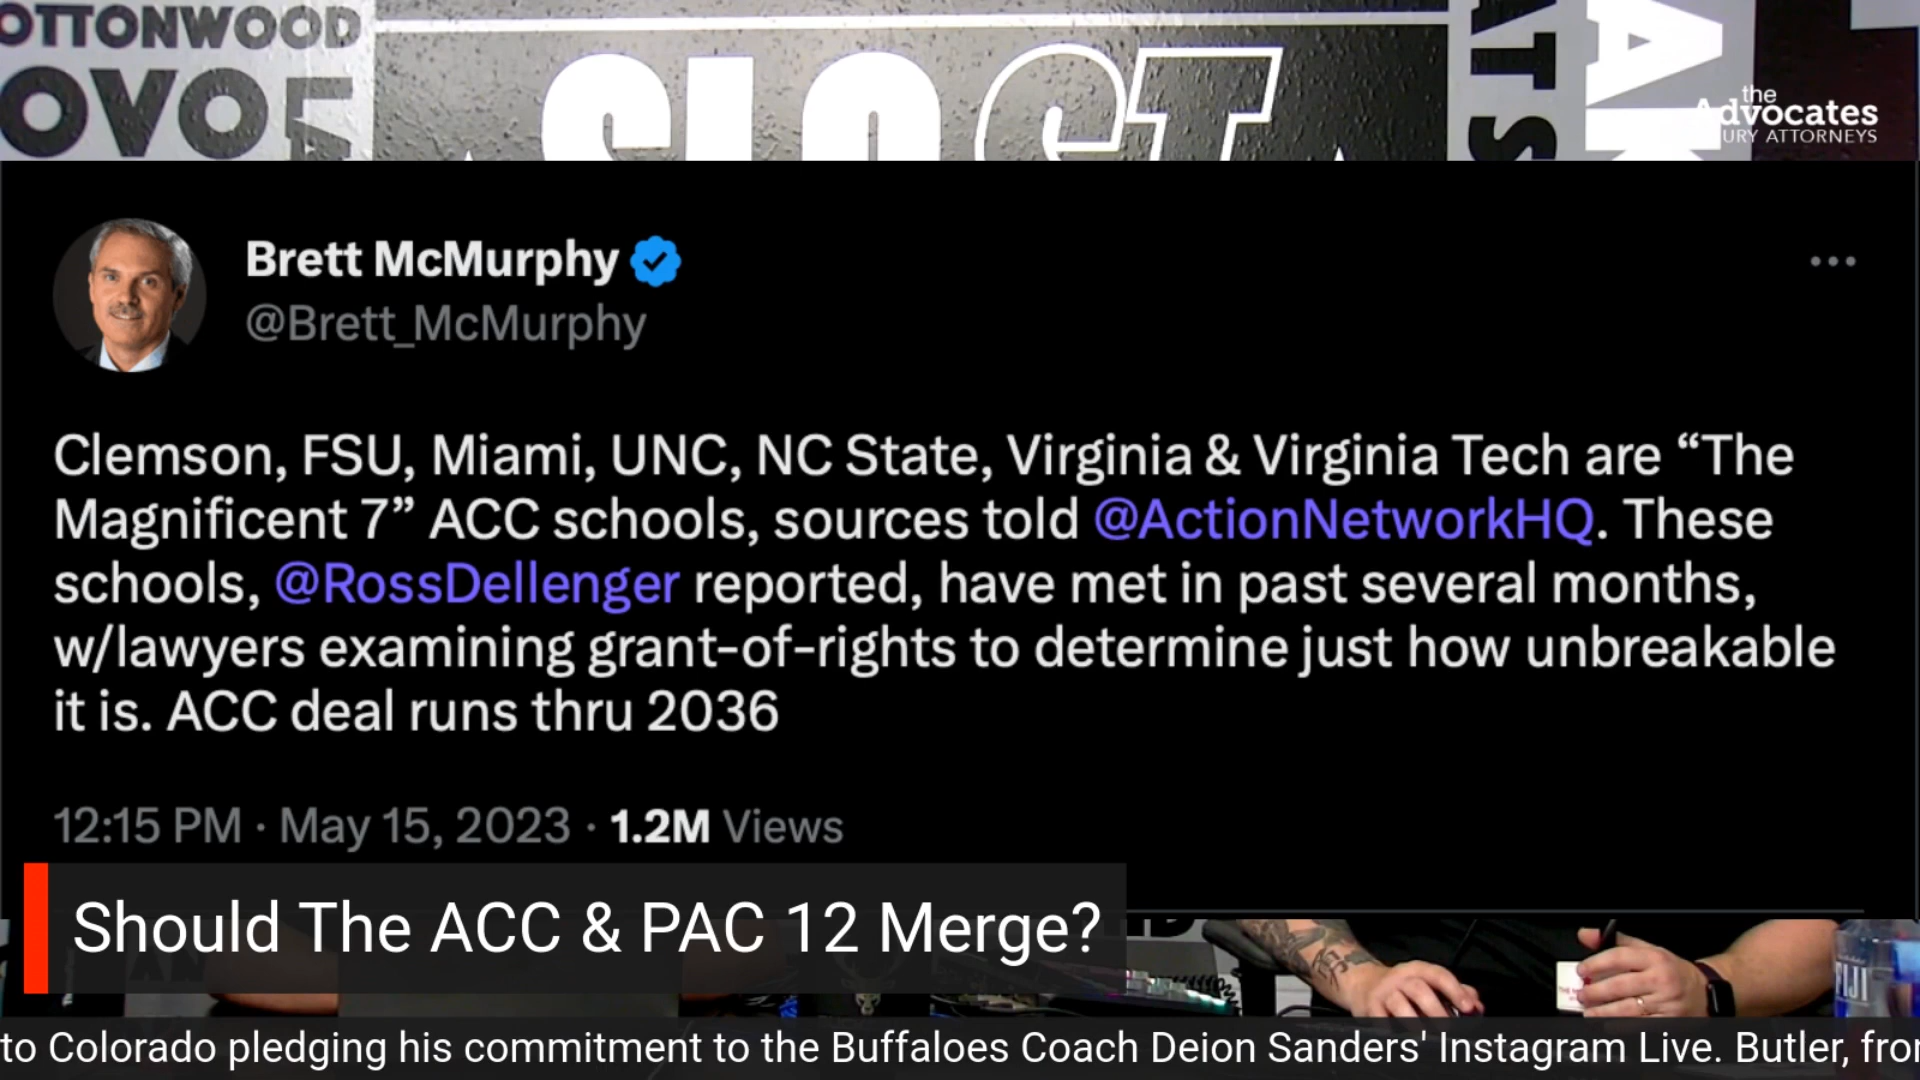 OTTONWOOD
OVO
the
Advocates
URY ATTORNEYS
Brett McMurphy
@Brett_McMurphy
Clemson, FSU, Miami, UNC, NC State, Virginia & Virginia Tech are “The
Magnificent 7” ACC schools, sources told @ActionNetworkHQ. These
schools, @RossDellenger reported, have met in past several months,
w/lawyers examining grant-of-rights to determine just how unbreakable
it is. ACC deal runs thru 2036
12:15 PM · May 15, 2023 · 1.2M Views
Should The ACC & PAC 12 Merge?
FIJI
to Colorado pledging his commitment to the Buffaloes Coach Deion Sanders' Instagram Live. Butler, fro